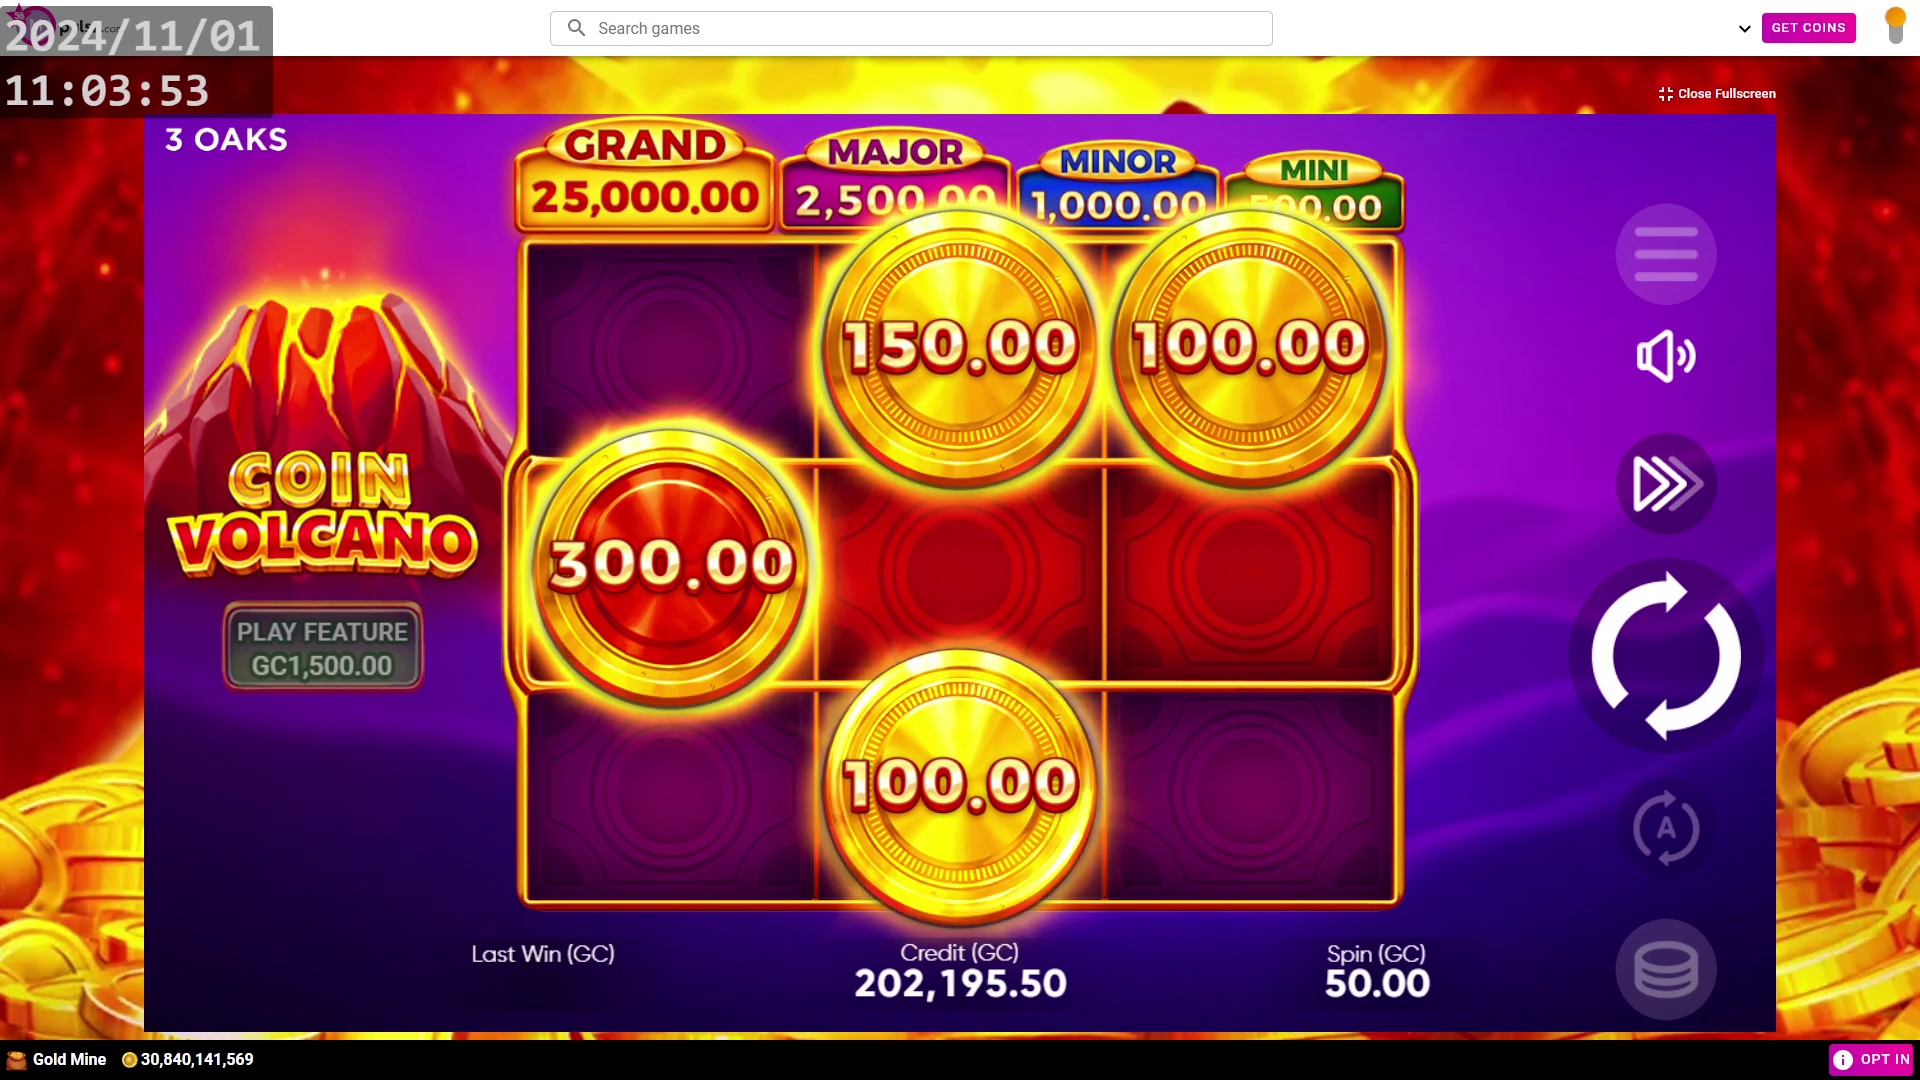 2024/11/01
11:03:53
Search games
GET COINS
Close Fullscreen
3 OAKS
GRAND
25,000.00
MAJOR
2,500.00
MINOR
1,000.00
MINI
500.00
150.00
100.00
300.00
100.00
COIN
VOLCANO
PLAY FEATURE
GC1,500.00
A
Last Win (GC)
Credit (GC)
202,195.50
Spin (GC)
50.00
Gold Mine
30,840,141,569
OPT IN